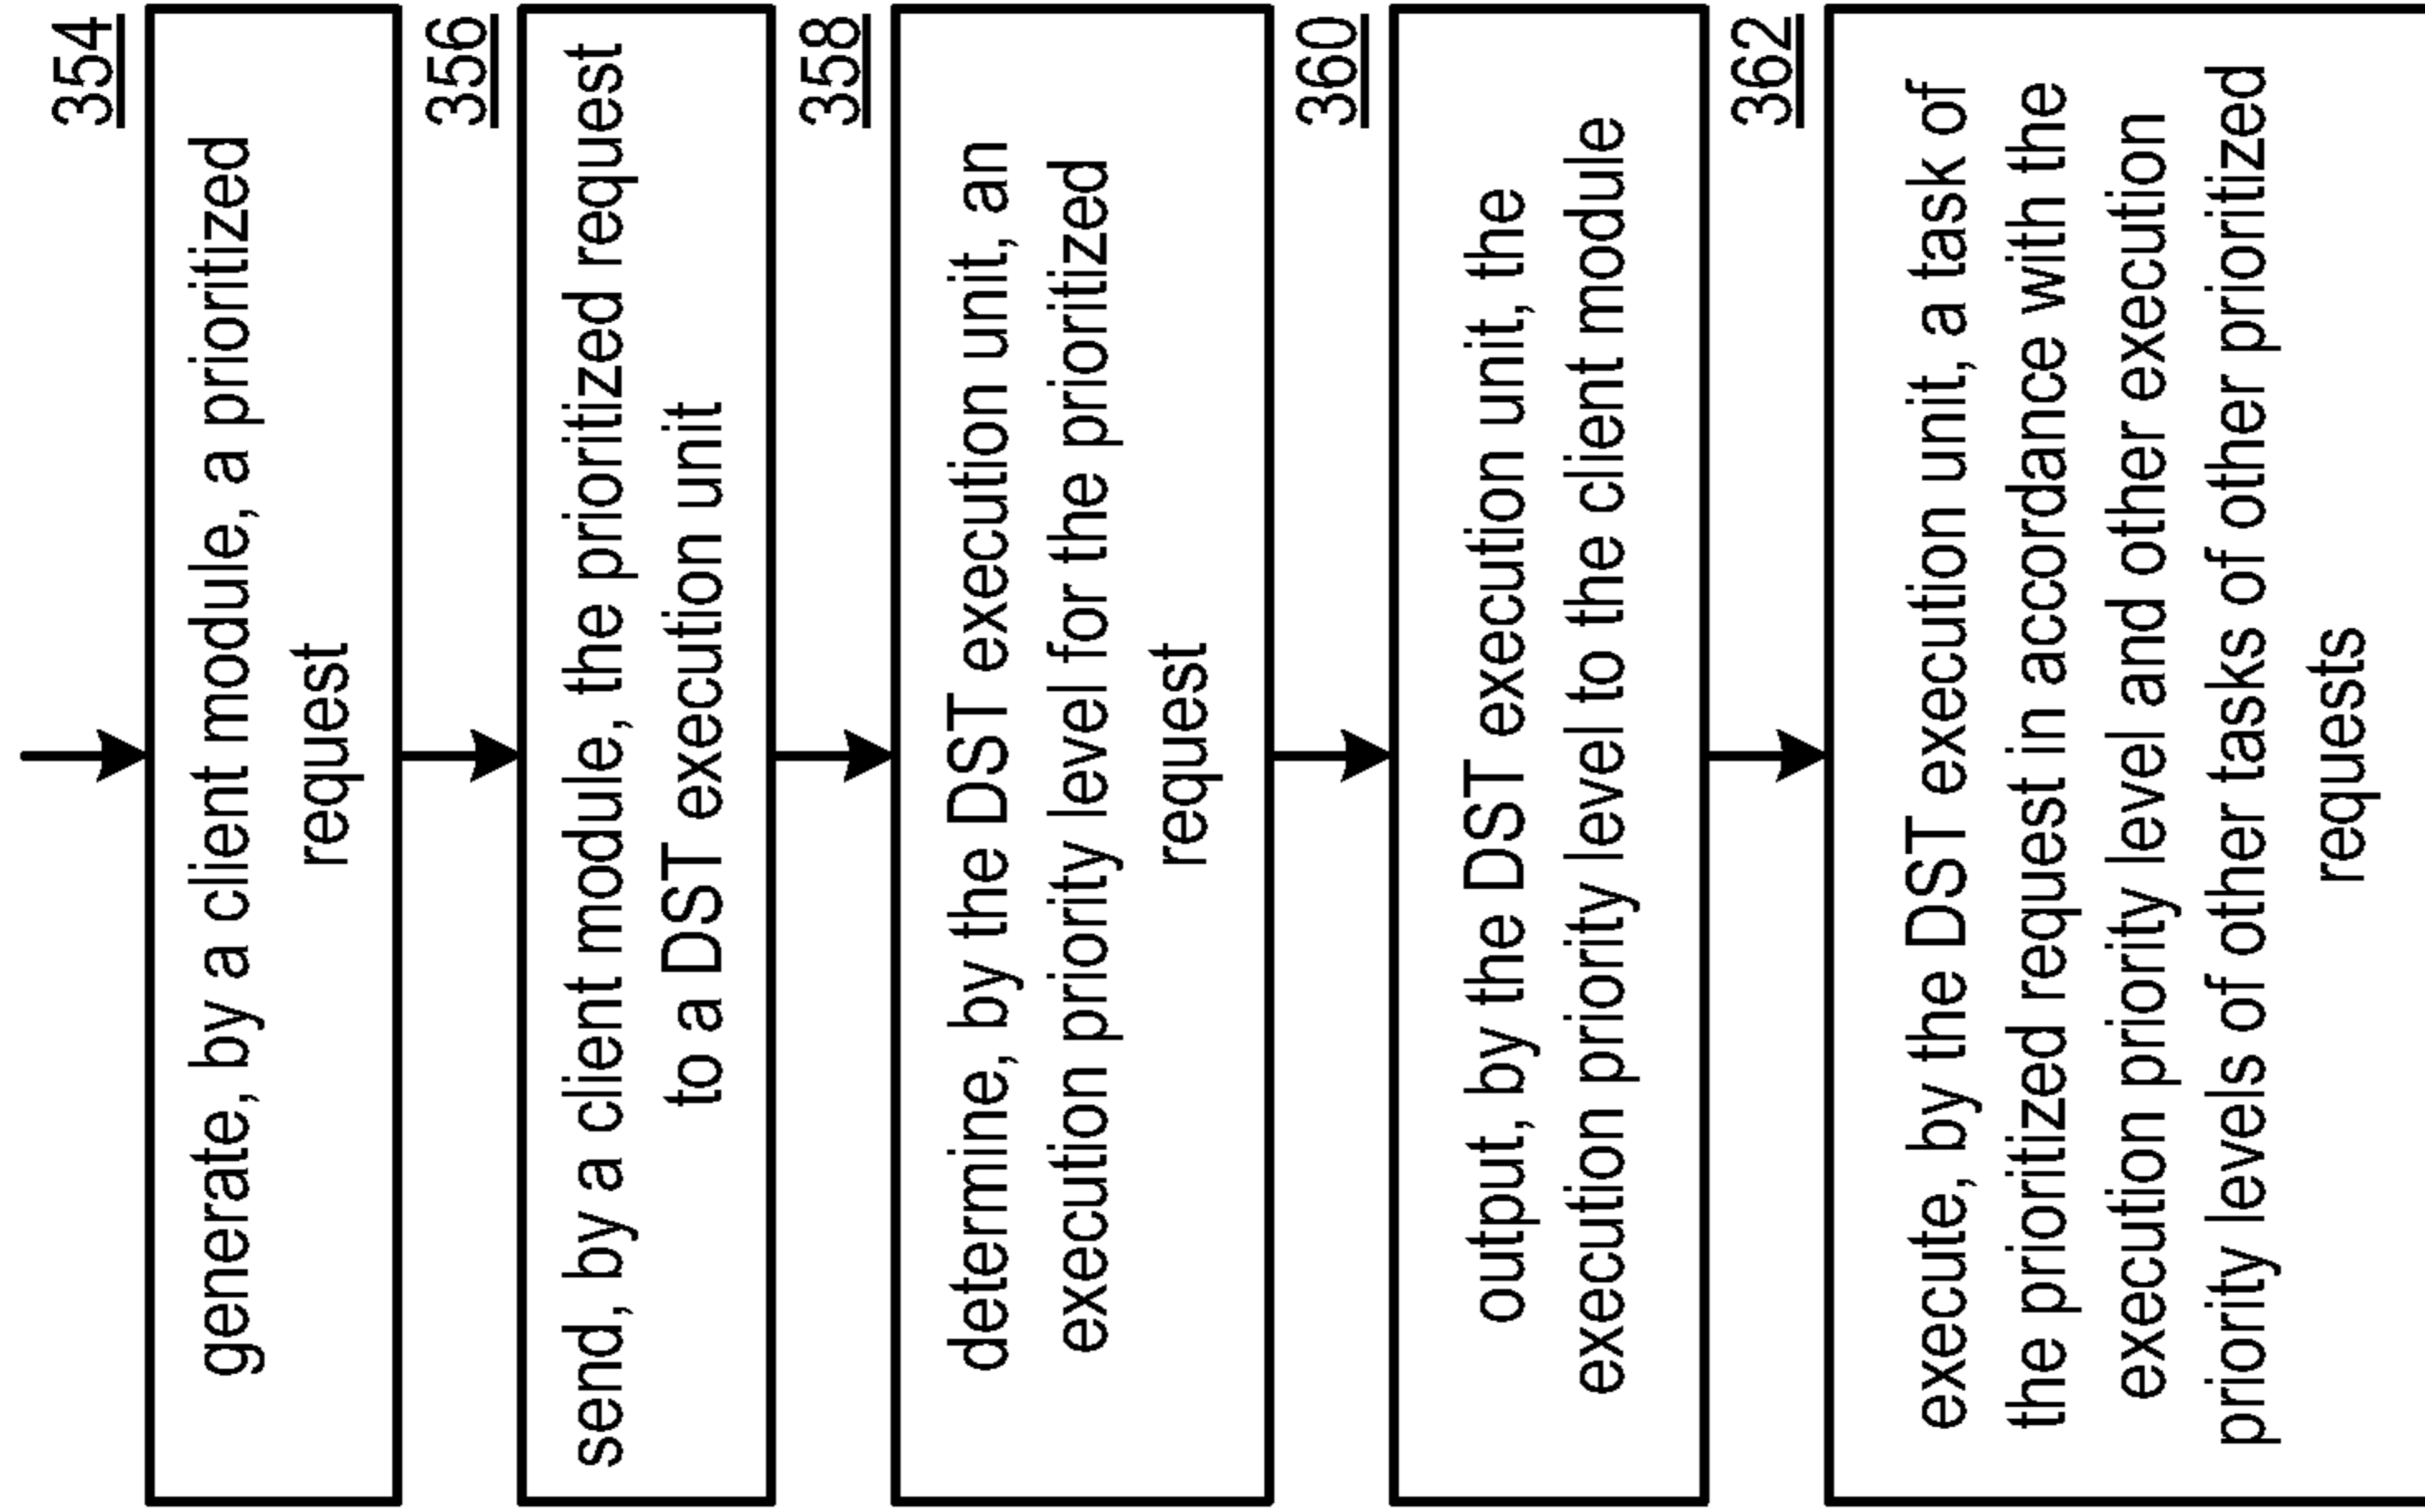 354
generate, by a client module, a prioritized
request
356
send, by a client module, the prioritized request
to a DST execution unit
358
determine, by the DST execution unit, an
execution priority level for the prioritized
request
360
output, by the DST execution unit, the
execution priority level to the client module
362
execute, by the DST execution unit, a task of
the prioritized request in accordance with the
execution priority level and other execution
priority levels of other tasks of other prioritized
requests